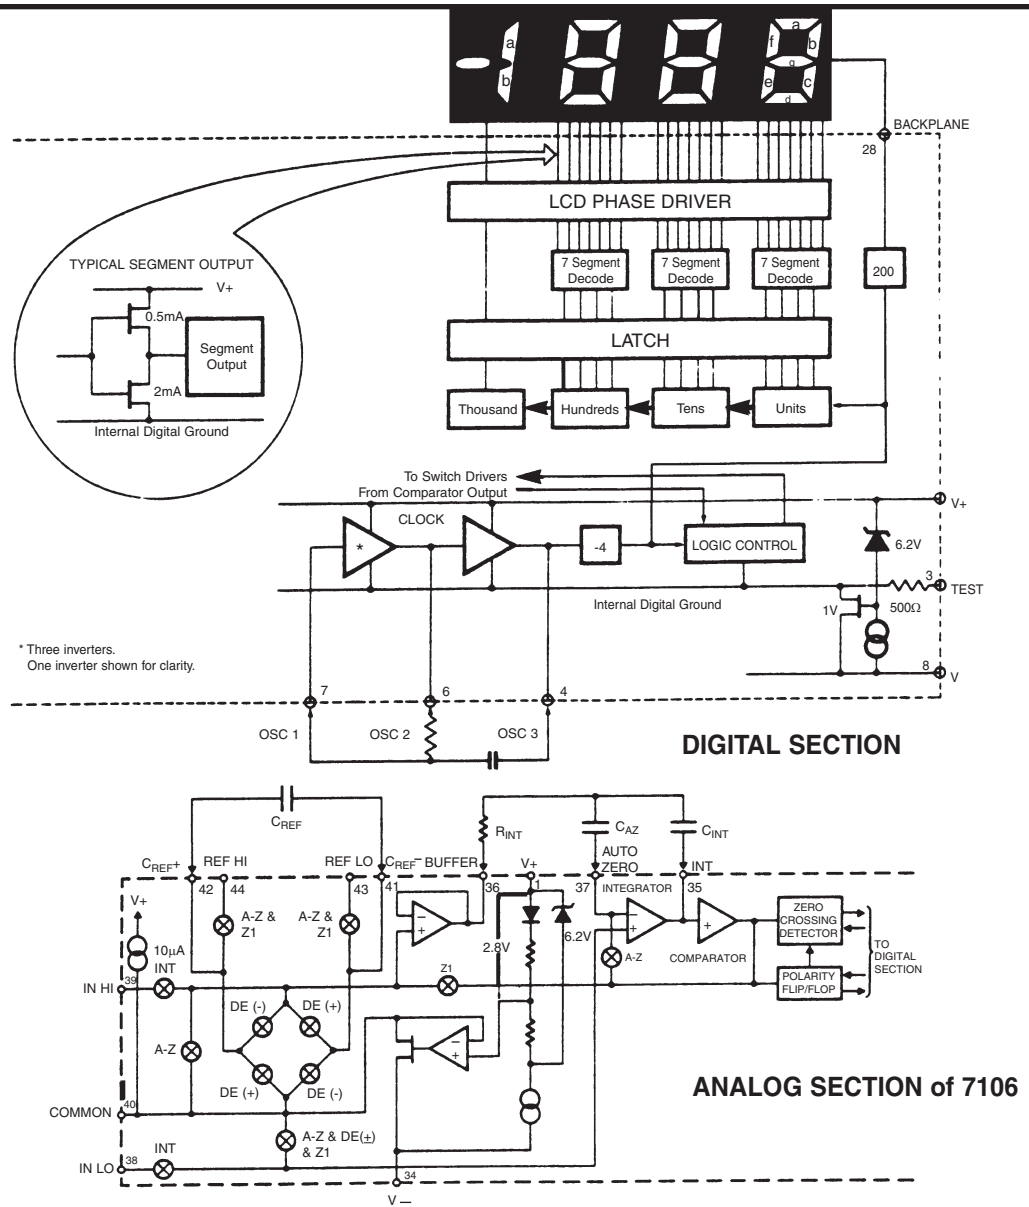 a
b
a
f
b
g
e
c
d
BACKPLANE
28
LCD PHASE DRIVER
TYPICAL SEGMENT OUTPUT
V+
0.5mA
Segment
Output
2mA
Internal Digital Ground
7 Segment
Decode
7 Segment
Decode
7 Segment
Decode
200
LATCH
Thousand
Hundreds
Tens
Units
To Switch Drivers
From Comparator Output
CLOCK
*
-4
LOGIC CONTROL
V+
6.2V
3
TEST
500Ω
1V
Internal Digital Ground
8
V
* Three inverters.
One inverter shown for clarity.
7
6
4
OSC 1
OSC 2
OSC 3
DIGITAL SECTION
CREF
RINT
CAZ
CINT
CREF+
REF HI
REF LO
CREF–
BUFFER
V+
AUTO
ZERO
INT
42
44
43
41
36
1
37
35
INTEGRATOR
V+
A-Z &
Z1
A-Z &
Z1
–
+
2.8V
6.2V
–
+
+
A-Z
COMPARATOR
ZERO
CROSSING
DETECTOR
POLARITY
FLIP/FLOP
TO
DIGITAL
SECTION
10µA
INT
39
IN HI
Z1
DE (-)
DE (+)
A-Z
DE (+)
DE (-)
–
+
ANALOG SECTION of 7106
40
COMMON
A-Z & DE(±)
& Z1
INT
38
IN LO
34
V —